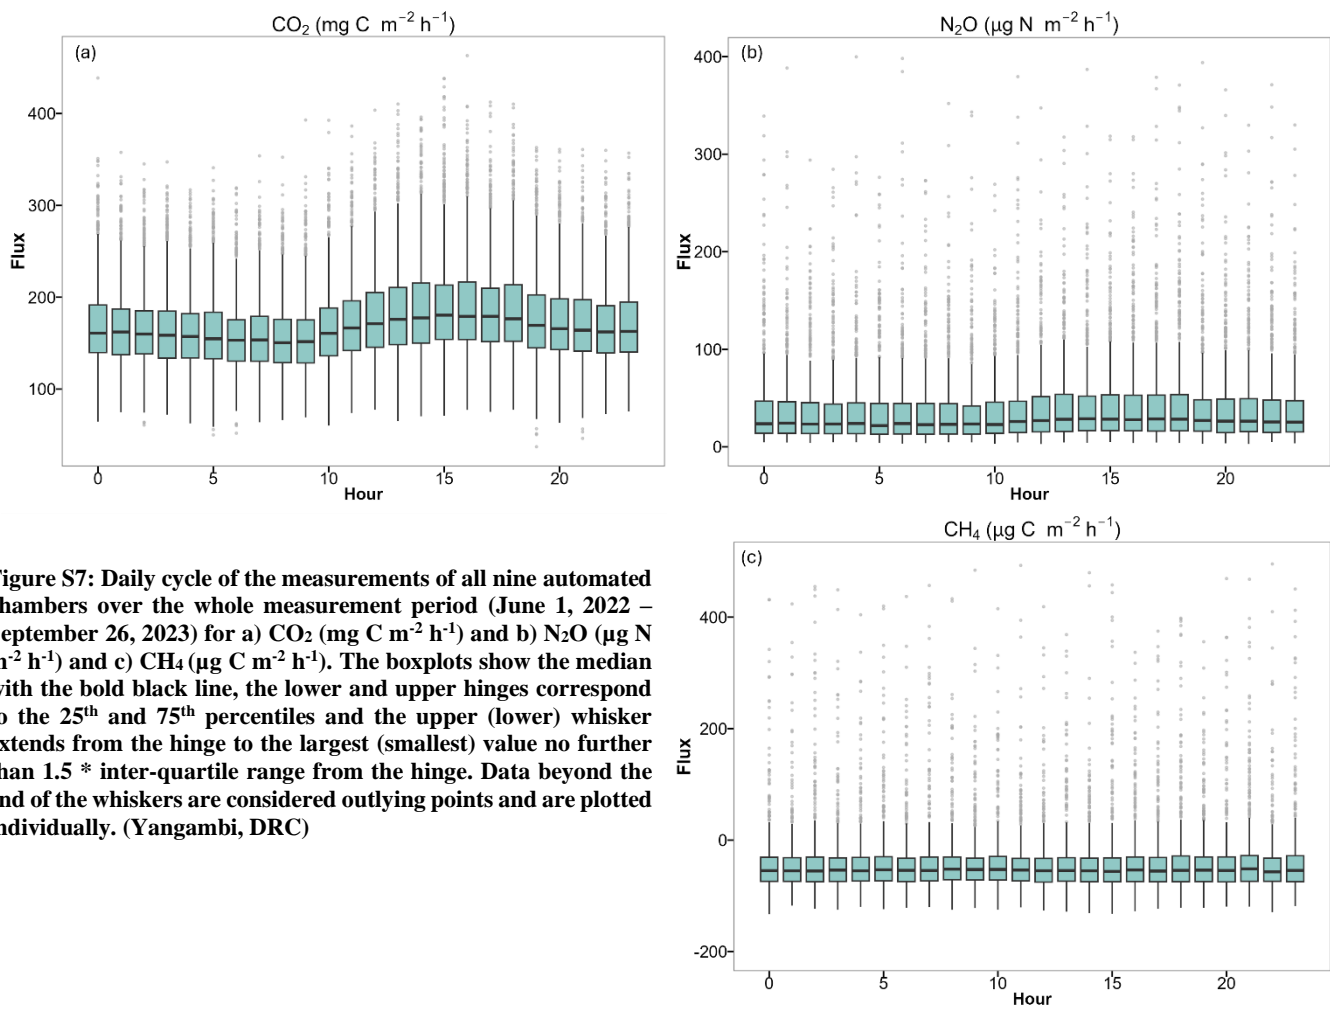 CO₂ (mg C m⁻² h⁻¹)
(a)
400
300
200
100
Flux
0 5 10 15 20
Hour
N₂O (µg N m⁻² h⁻¹)
(b)
400
300
200
100
0
Flux
0 5 10 15 20
Hour
igure S7: Daily cycle of the measurements of all nine automated
hambers over the whole measurement period (June 1, 2022 –
eptember 26, 2023) for a) CO₂ (mg C m⁻² h⁻¹) and b) N₂O (µg N
m⁻² h⁻¹) and c) CH₄ (µg C m⁻² h⁻¹). The boxplots show the median
with the bold black line, the lower and upper hinges correspond
o the 25ᵗʰ and 75ᵗʰ percentiles and the upper (lower) whisker
xtends from the hinge to the largest (smallest) value no further
han 1.5 * inter-quartile range from the hinge. Data beyond the
nd of the whiskers are considered outlying points and are plotted
ndividually. (Yangambi, DRC)
CH₄ (µg C m⁻² h⁻¹)
(c)
400
200
0
-200
Flux
0 5 10 15 20
Hour